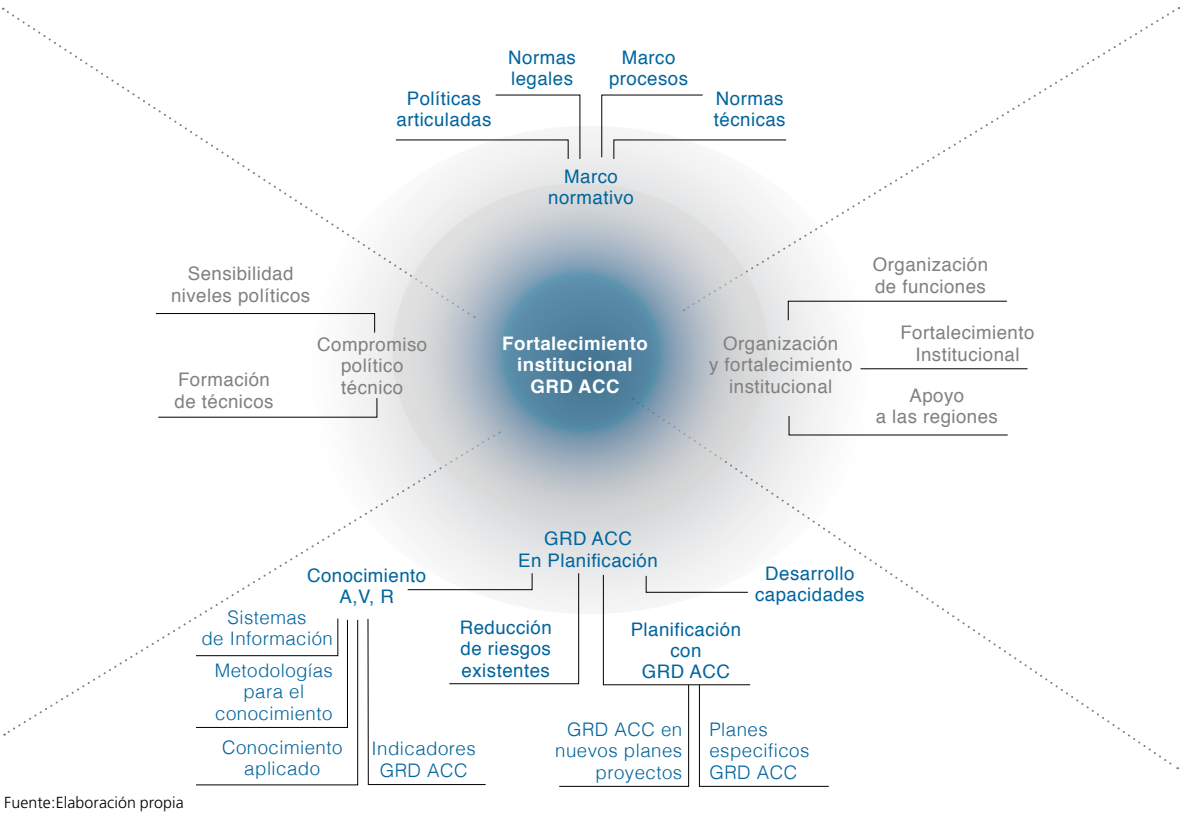 Normas
legales
Marco
procesos
Políticas
articuladas
Normas
técnicas
Marco
normativo
Sensibilidad
niveles políticos
Compromiso
político
técnico
Formación
de técnicos
Fortalecimiento
institucional
GRD ACC
Organización
y fortalecimiento
institucional
Organización
de funciones
Fortalecimiento
Institucional
Apoyo
a las regiones
GRD ACC
En Planificación
Conocimiento
A,V, R
Sistemas
de Información
Metodologías
para el
conocimiento
Conocimiento
aplicado
Indicadores
GRD ACC
Reducción
de riesgos
existentes
Planificación
con
GRD ACC
GRD ACC en
nuevos planes
proyectos
Planes
especificos
GRD ACC
Desarrollo
capacidades
Fuente:Elaboración propia